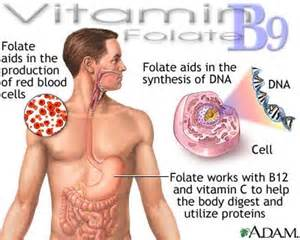 Vitamin B9
Folate
Folate
aids in the
production
of red blood
cells
Folate aids in the
synthesis of DNA
DNA
Cell
Folate works with B12
and vitamin C to help
the body digest and
utilize proteins
ADAM.